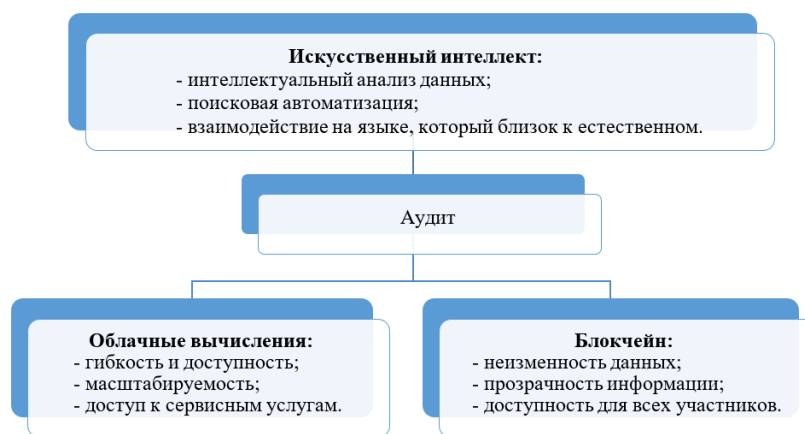 Искусственный интеллект:
- интеллектуальный анализ данных;
- поисковая автоматизация;
- взаимодействие на языке, который близок к естественном.
Аудит
Облачные вычисления:
- гибкость и доступность;
- масштабируемость;
- доступ к сервисным услугам.
Блокчейн:
- неизменность данных;
- прозрачность информации;
- доступность для всех участников.